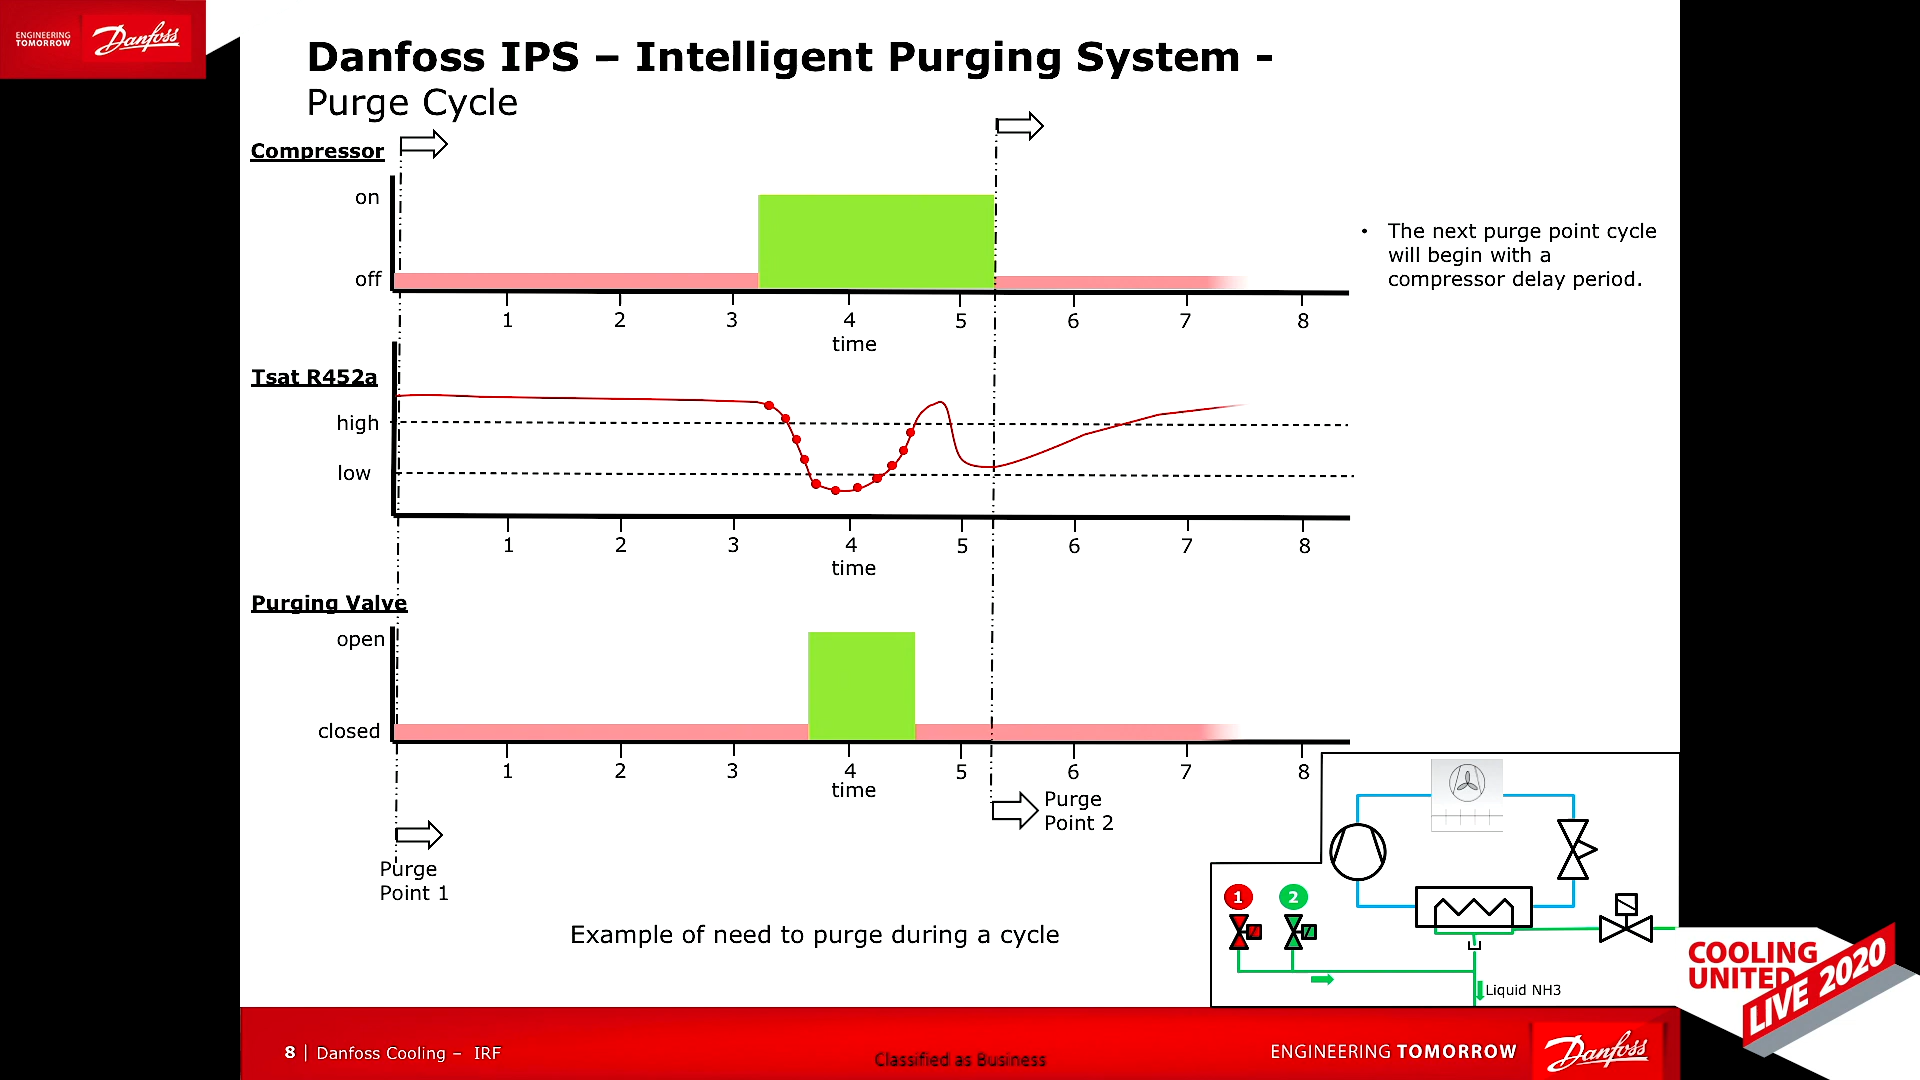 ENGINEERING
TOMORROW
Danfoss
Danfoss IPS – Intelligent Purging System -
Purge Cycle
Compressor
on
off
1 2 3 4 5 6 7 8
time
• The next purge point cycle
will begin with a
compressor delay period.
Tsat R452a
high
low
1 2 3 4 5 6 7 8
time
Purging Valve
open
closed
1 2 3 4 5 6 7 8
time
Purge
Point 1
Purge
Point 2
Example of need to purge during a cycle
1 2
Liquid NH3
COOLING
UNITED
LIVE 2020
8 | Danfoss Cooling – IRF
Classified as Business
ENGINEERING TOMORROW
Danfoss